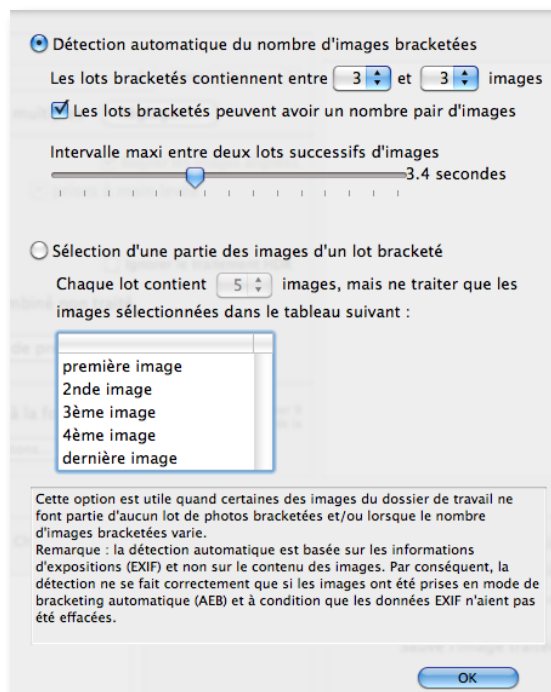 Détection automatique du nombre d'images bracketées
Les lots bracketés contiennent entre 3 et 3 images
Les lots bracketés peuvent avoir un nombre pair d'images
Intervalle maxi entre deux lots successifs d'images
3.4 secondes
Sélection d'une partie des images d'un lot bracketé
Chaque lot contient 5 images, mais ne traiter que les
images sélectionnées dans le tableau suivant :
première image
2nde image
3ème image
4ème image
dernière image
Cette option est utile quand certaines des images du dossier de travail ne
font partie d'aucun lot de photos bracketées et/ou lorsque le nombre
d'images bracketées varie.
Remarque : la détection automatique est basée sur les informations
d'expositions (EXIF) et non sur le contenu des images. Par conséquent, la
détection ne se fait correctement que si les images ont été prises en mode de
bracketing automatique (AEB) et à condition que les données EXIF n'aient pas
été effacées.
OK